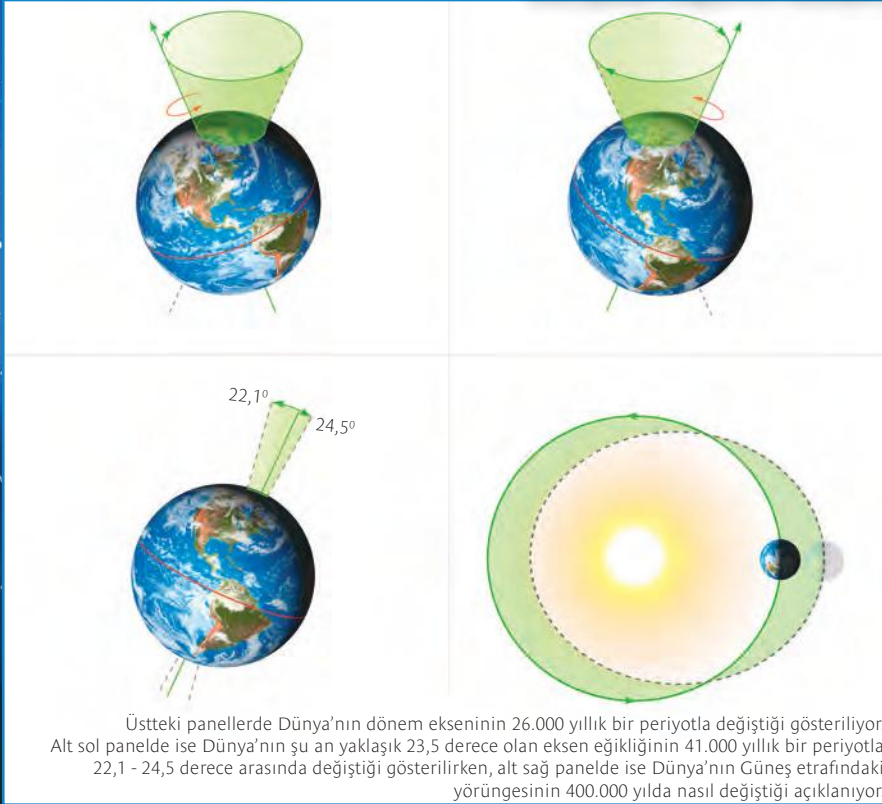 22,1⁰
24,5⁰
Üstteki panellerde Dünya’nın dönem ekseninin 26.000 yıllık bir periyotla değiştiği gösteriliyor
Alt sol panelde ise Dünya’nın şu an yaklaşık 23,5 derece olan eksen eğikliğinin 41.000 yıllık bir periyotla
22,1 - 24,5 derece arasında değiştiği gösterilirken, alt sağ panelde ise Dünya’nın Güneş etrafındaki
yörüngesinin 400.000 yılda nasıl değiştiği açıklanıyor